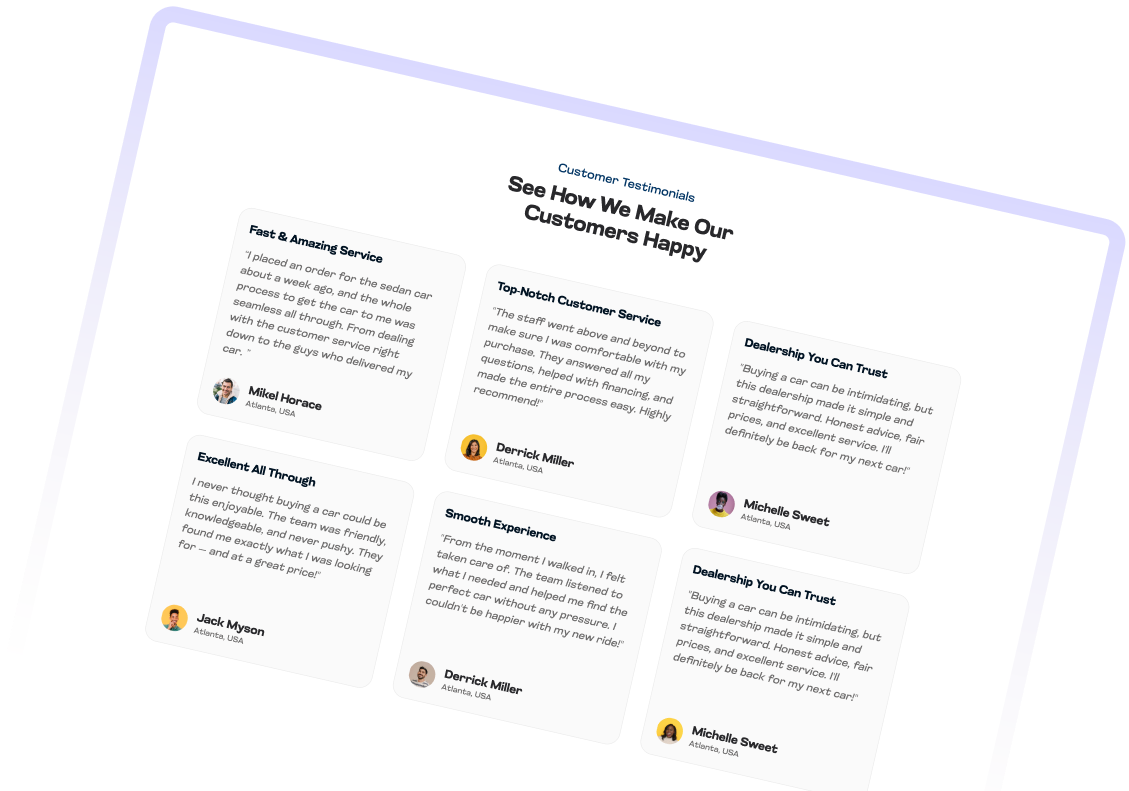 Customer Testimonials
See How We Make Our
Customers Happy
Fast & Amazing Service
"I placed an order for the sedan car
about a week ago, and the whole
process to get the car to me was
seamless all through. From dealing
with the customer service right
down to the guys who delivered my
car. "
Mikel Horace
Atlanta, USA
Top-Notch Customer Service
"The staff went above and beyond to
make sure I was comfortable with my
purchase. They answered all my
questions, helped with financing, and
made the entire process easy. Highly
recommend!"
Derrick Miller
Atlanta, USA
Dealership You Can Trust
"Buying a car can be intimidating, but
this dealership made it simple and
straightforward. Honest advice, fair
prices, and excellent service. I'll
definitely be back for my next car!"
Michelle Sweet
Atlanta, USA
Excellent All Through
I never thought buying a car could be
this enjoyable. The team was friendly,
knowledgeable, and never pushy. They
found me exactly what I was looking
for — and at a great price!"
Jack Myson
Atlanta, USA
Smooth Experience
"From the moment I walked in, I felt
taken care of. The team listened to
what I needed and helped me find the
perfect car without any pressure. I
couldn't be happier with my new ride!"
Derrick Miller
Atlanta, USA
Dealership You Can Trust
"Buying a car can be intimidating, but
this dealership made it simple and
straightforward. Honest advice, fair
prices, and excellent service. I'll
definitely be back for my next car!"
Michelle Sweet
Atlanta, USA